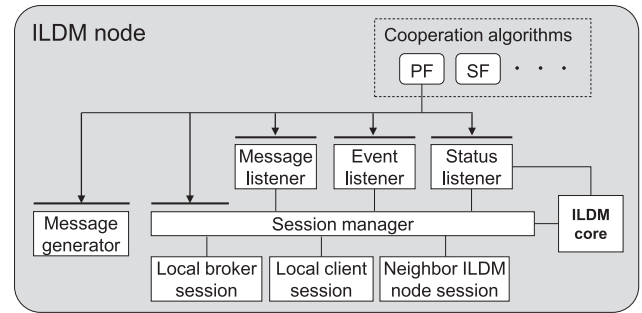 ILDM node
Cooperation algorithms
PF SF . . .
Message
listener
Event
listener
Status
listener
Message
generator
Session manager
ILDM
core
Local broker
session
Local client
session
Neighbor ILDM
node session